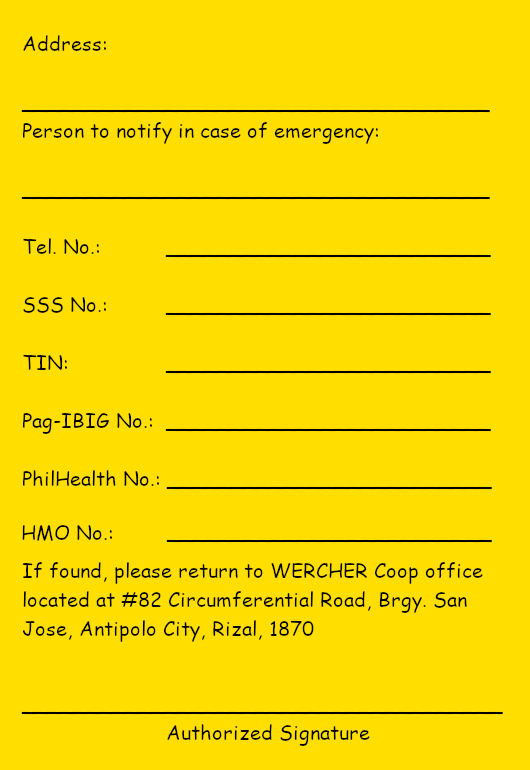 Address:
Person to notify in case of emergency:
Tel. No.:
SSS No.:
TIN:
Pag-IBIG No.:
PhilHealth No.:
HMO No.:
If found, please return to WERCHER Coop office
located at #82 Circumferential Road, Brgy. San
Jose, Antipolo City, Rizal, 1870
Authorized Signature